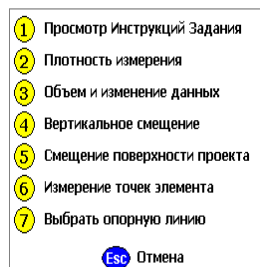 1 Просмотр Инструкций Задания
2 Плотность измерения
3 Объем и изменение данных
4 Вертикальное смещение
5 Смещение поверхности проекта
6 Измерение точек элемента
7 Выбрать опорную линию
Esc Отмена